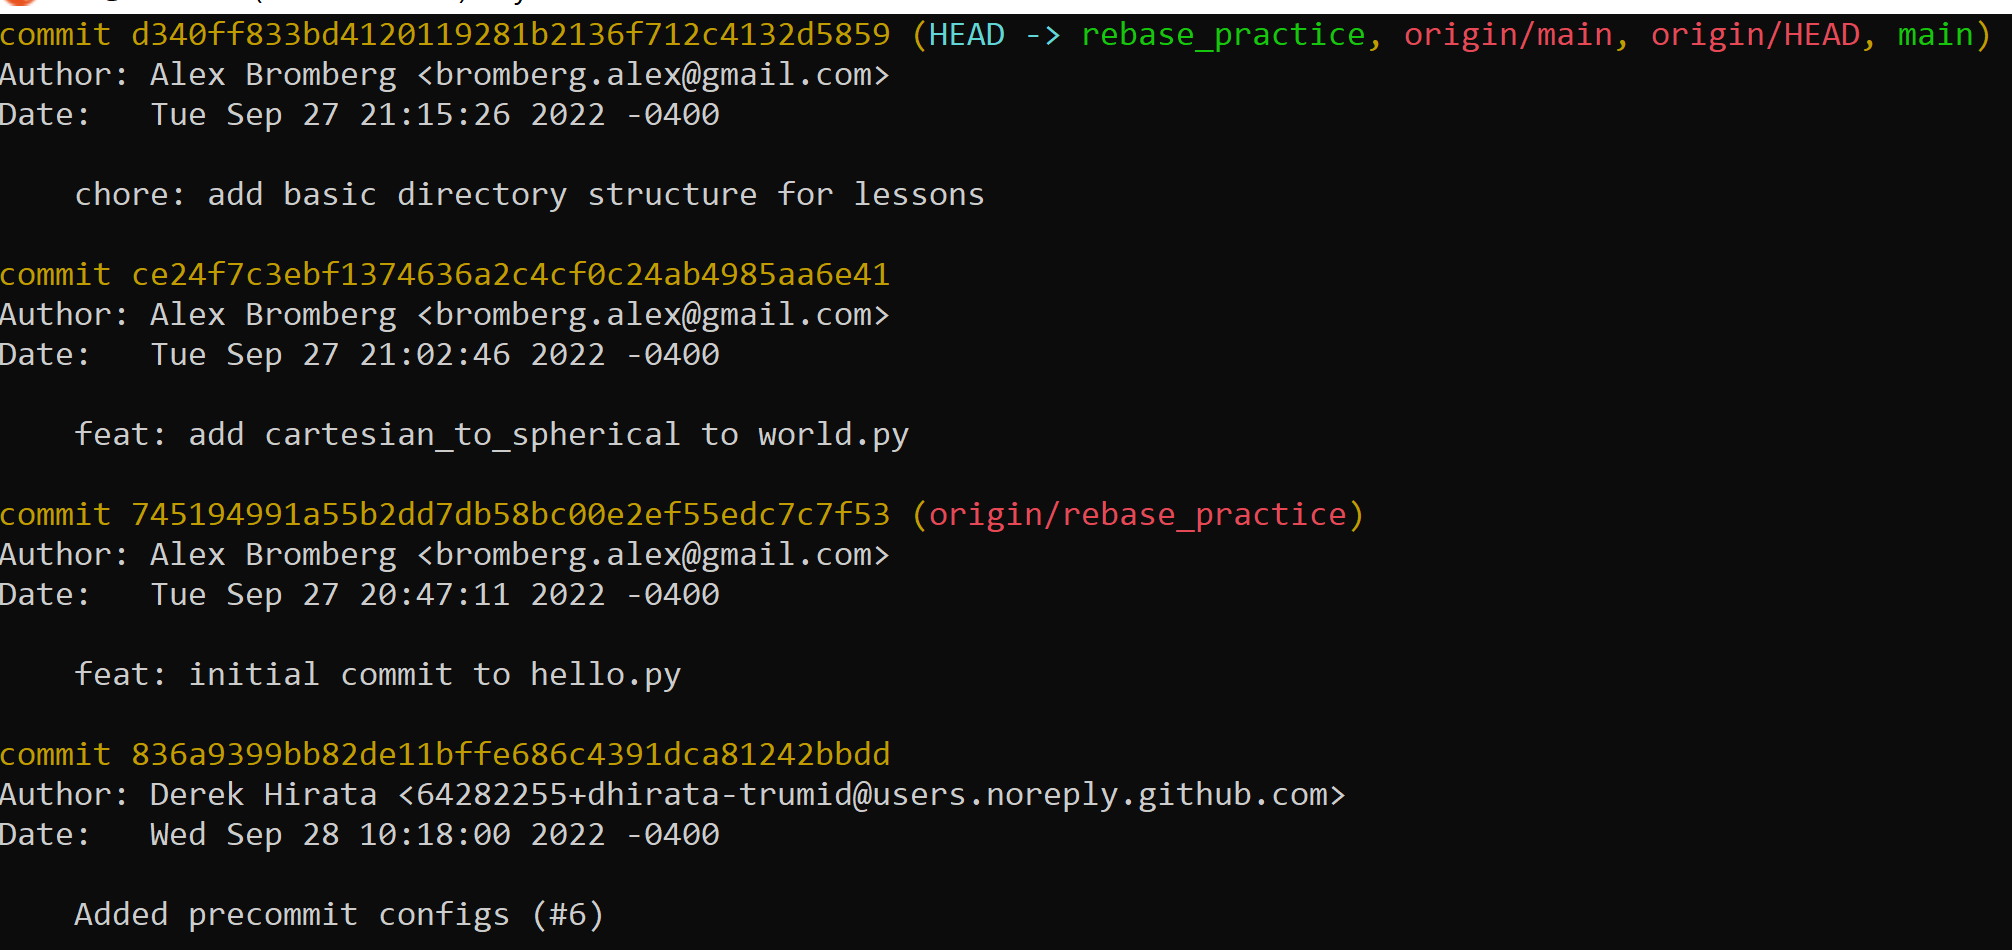 commit d340ff833bd4120119281b2136f712c4132d5859 (HEAD -> rebase_practice, origin/main, origin/HEAD, main)
Author: Alex Bromberg <bromberg.alex@gmail.com>
Date:   Tue Sep 27 21:15:26 2022 -0400
    chore: add basic directory structure for lessons
commit ce24f7c3ebf1374636a2c4cf0c24ab4985aa6e41
Author: Alex Bromberg <bromberg.alex@gmail.com>
Date:   Tue Sep 27 21:02:46 2022 -0400
    feat: add cartesian_to_spherical to world.py
commit 745194991a55b2dd7db58bc00e2ef55edc7c7f53 (origin/rebase_practice)
Author: Alex Bromberg <bromberg.alex@gmail.com>
Date:   Tue Sep 27 20:47:11 2022 -0400
    feat: initial commit to hello.py
commit 836a9399bb82de11bffe686c4391dca81242bbdd
Author: Derek Hirata <64282255+dhirata-trumid@users.noreply.github.com>
Date:   Wed Sep 28 10:18:00 2022 -0400
    Added precommit configs (#6)